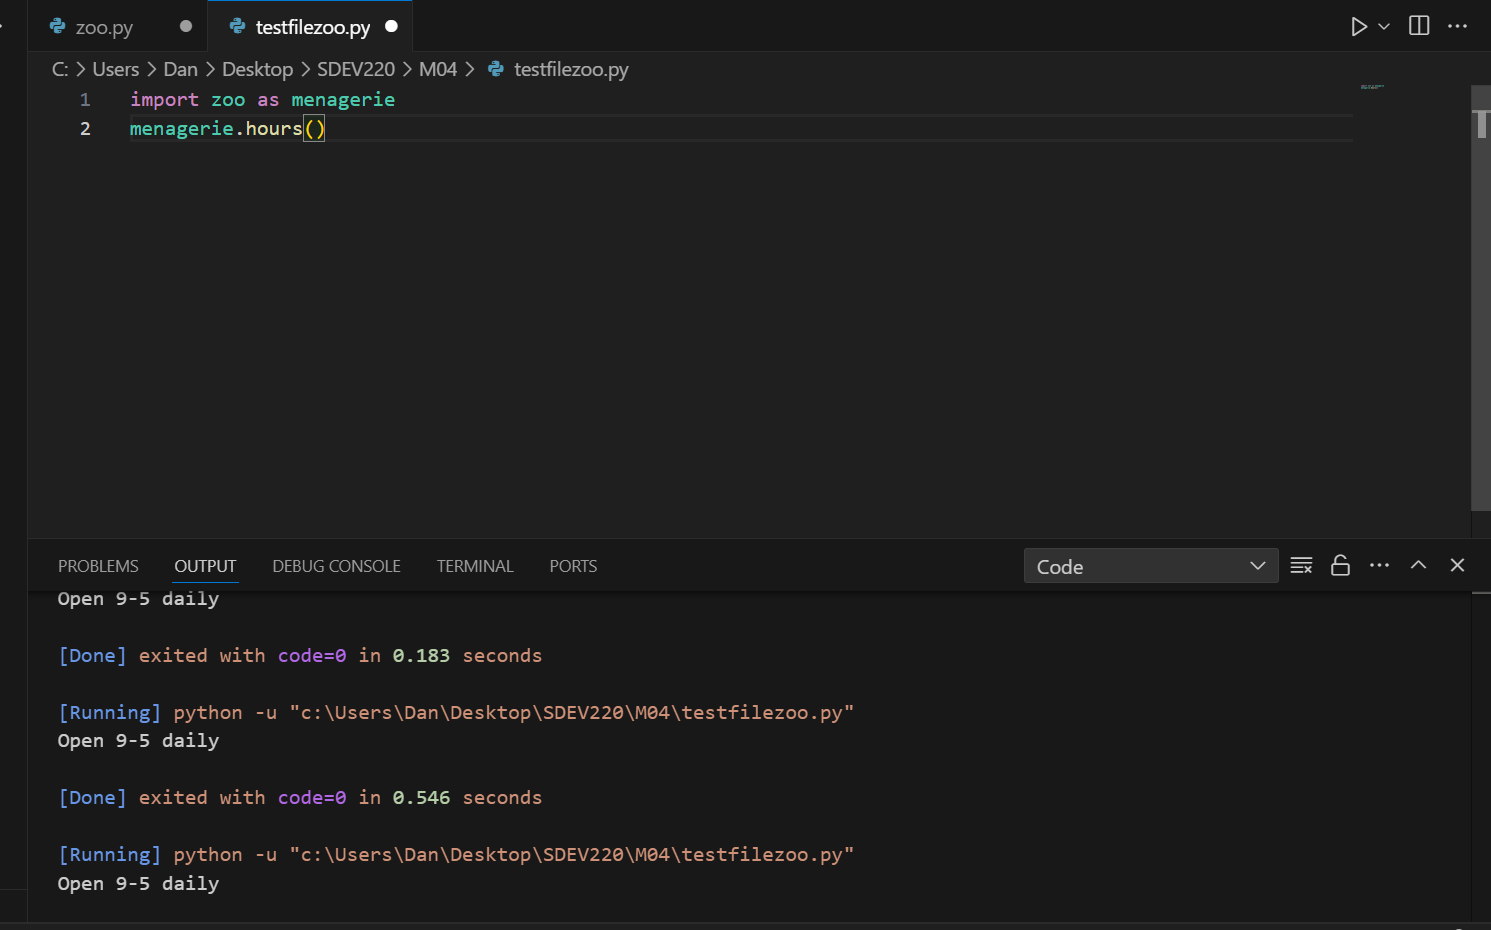 zoo.py testfilezoo.py
C: > Users > Dan > Desktop > SDEV220 > M04 > testfilezoo.py
1 import zoo as menagerie
2 menagerie.hours()
PROBLEMS OUTPUT DEBUG CONSOLE TERMINAL PORTS Code
Open 9-5 daily
[Done] exited with code=0 in 0.183 seconds
[Running] python -u "c:\Users\Dan\Desktop\SDEV220\M04\testfilezoo.py"
Open 9-5 daily
[Done] exited with code=0 in 0.546 seconds
[Running] python -u "c:\Users\Dan\Desktop\SDEV220\M04\testfilezoo.py"
Open 9-5 daily